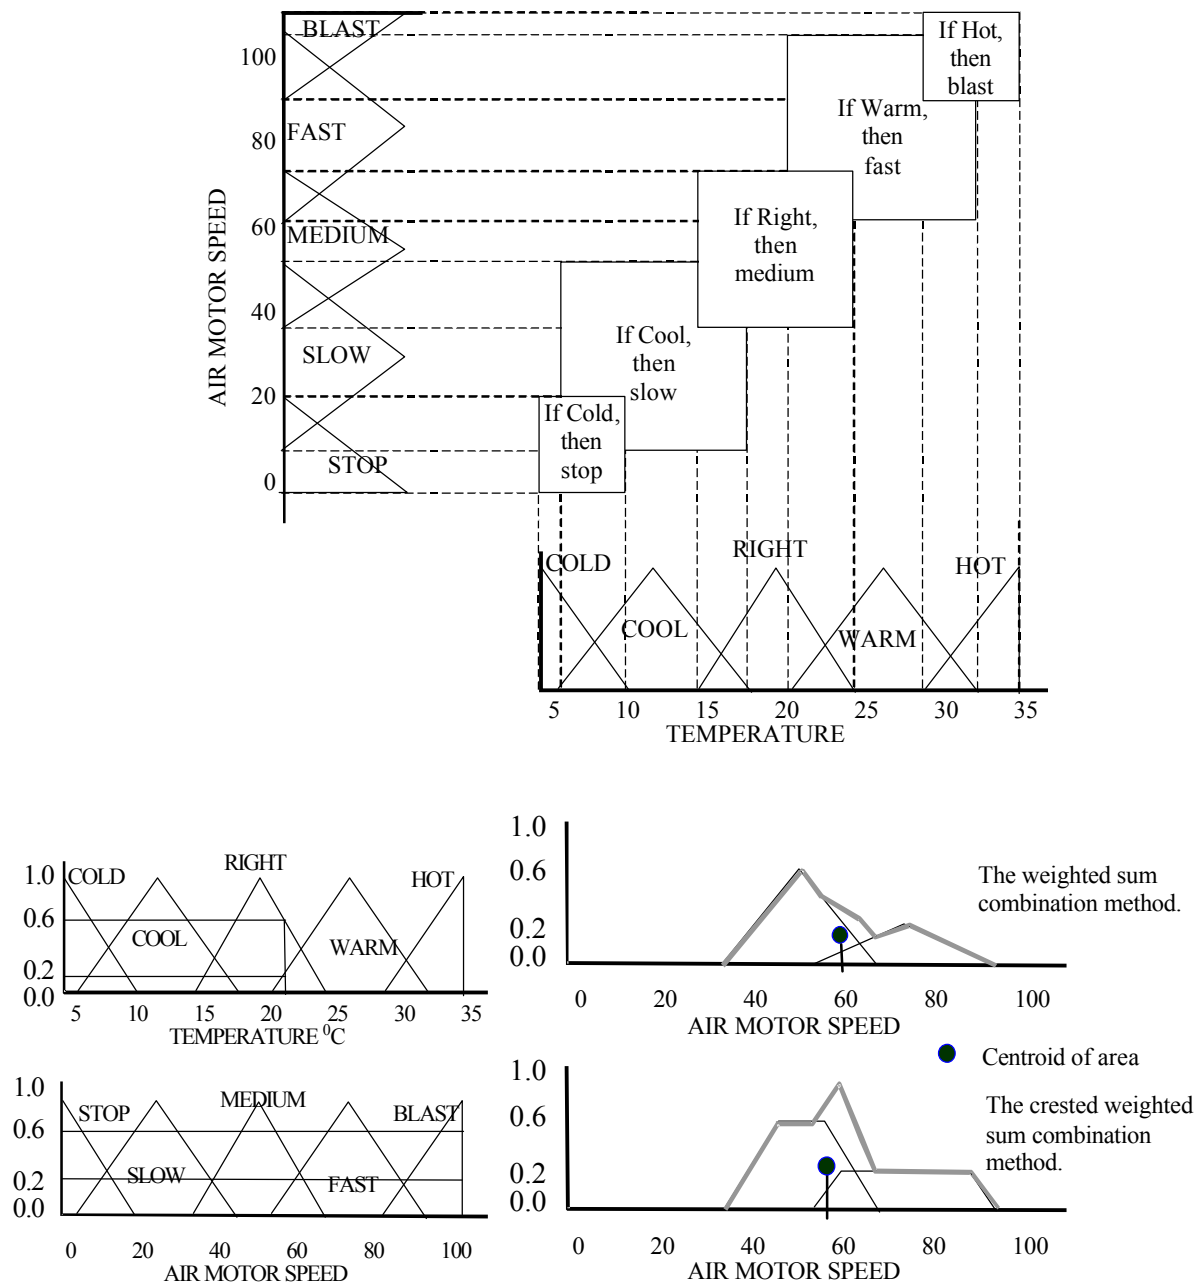 BLAST
100
FAST
80
AIR MOTOR SPEED
60
MEDIUM
40
SLOW
20
STOP
0
If Hot,
then
blast
If Warm,
then
fast
If Right,
then
medium
If Cool,
then
slow
If Cold,
then
stop
COLD
RIGHT
HOT
COOL
WARM
5 10 15 20 25 30 35
TEMPERATURE
1.0
COLD
RIGHT
HOT
0.6
COOL
WARM
0.2
0.0
5 10 15 20 25 30 35
TEMPERATURE ⁰C
1.0
0.6
0.2
0.0
0 20 40 60 80 100
AIR MOTOR SPEED
The weighted sum
combination method.
Centroid of area
1.0
STOP
MEDIUM
BLAST
0.6
SLOW
FAST
0.2
0.0
0 20 40 60 80 100
AIR MOTOR SPEED
1.0
0.6
0.2
0.0
0 20 40 60 80 100
AIR MOTOR SPEED
The crested weighted
sum combination
method.